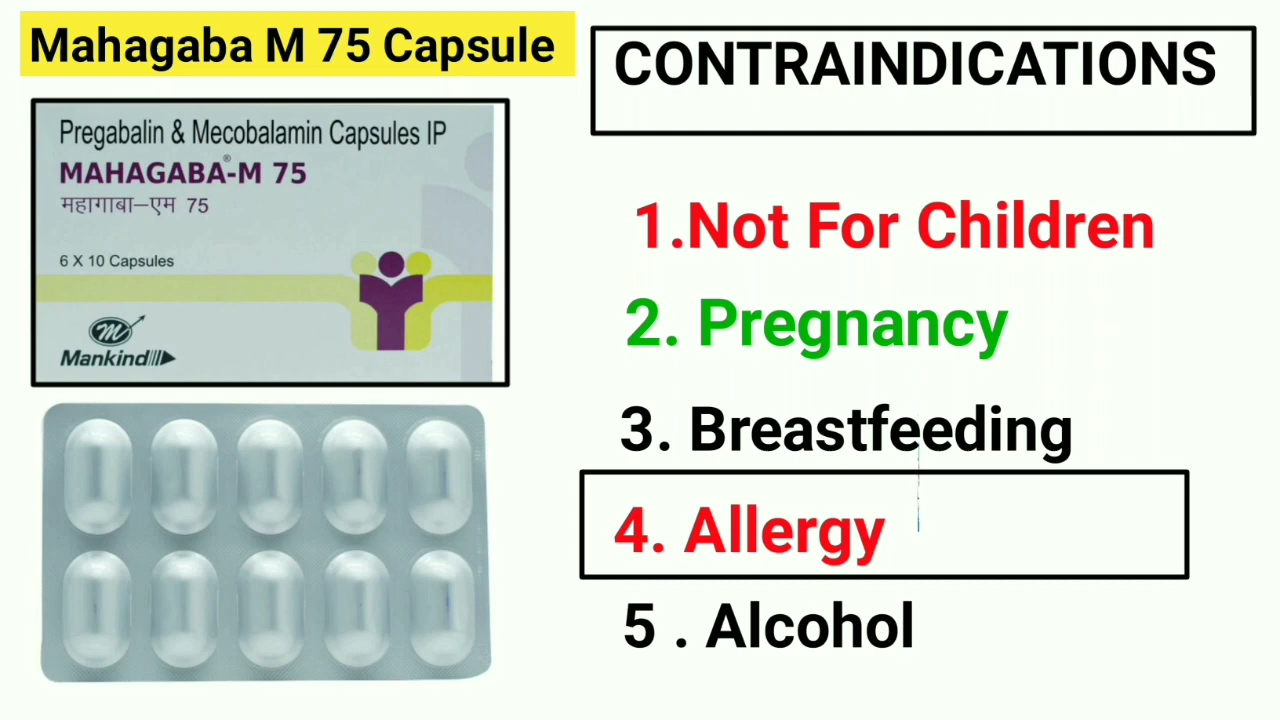 Mahagaba M 75 Capsule
Pregabalin & Mecobalamin Capsules IP
MAHAGABA®-M 75
महागाबा–एम 75
6 X 10 Capsules
M
Mankind
CONTRAINDICATIONS
1.Not For Children
2. Pregnancy
3. Breastfeeding
4. Allergy
5 . Alcohol